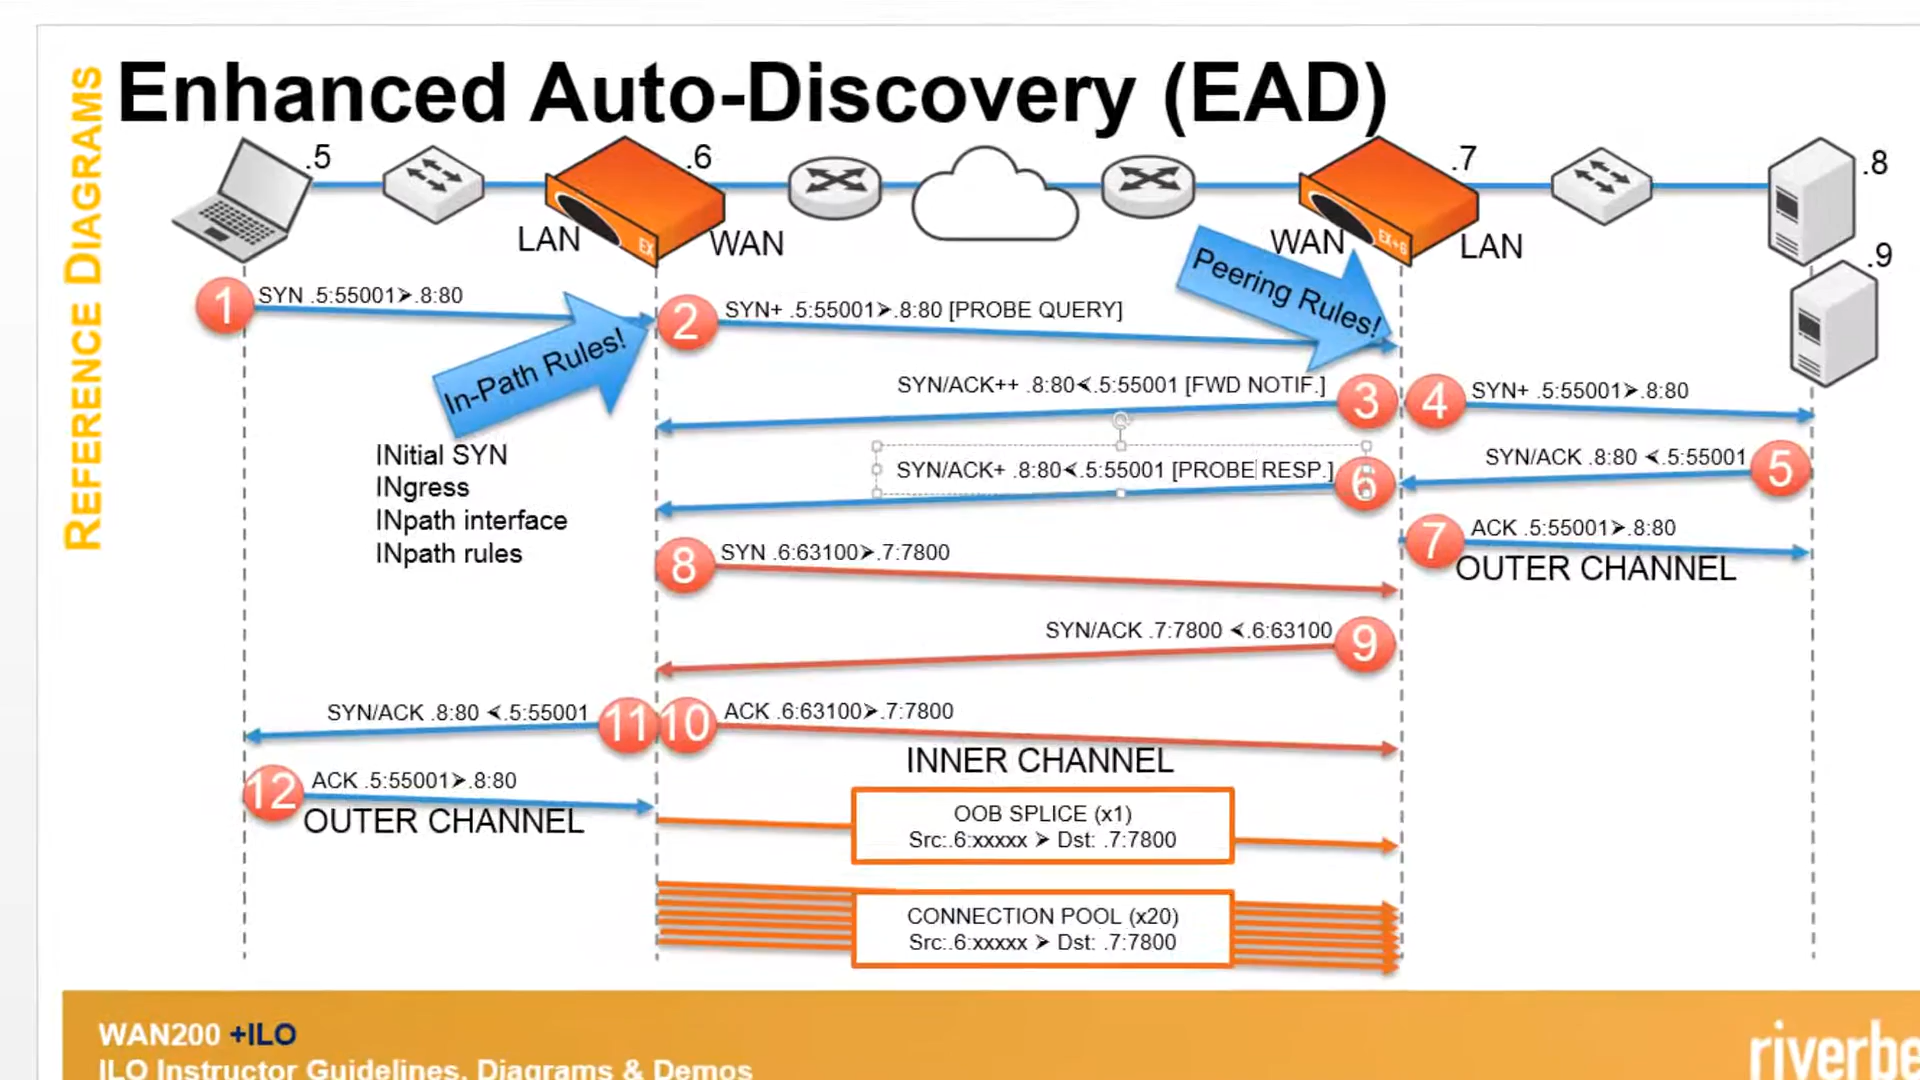 REFERENCE DIAGRAMS
Enhanced Auto-Discovery (EAD)
.5
.6
.7
.8
.9
LAN
EX
WAN
WAN
EX+G
LAN
1
SYN .5:55001➤.8:80
In-Path Rules!
2
SYN+ .5:55001➤.8:80 [PROBE QUERY]
Peering Rules!
SYN/ACK++ .8:80⮜.5:55001 [FWD NOTIF.]
3
4
SYN+ .5:55001➤.8:80
INitial SYN
INgress
INpath interface
INpath rules
SYN/ACK+ .8:80⮜.5:55001 [PROBE RESP.]
6
SYN/ACK .8:80 ⮜.5:55001
5
7
ACK .5:55001➤.8:80
OUTER CHANNEL
8
SYN .6:63100➤.7:7800
SYN/ACK .7:7800 ⮜.6:63100
9
SYN/ACK .8:80 ⮜.5:55001
11
10
ACK .6:63100➤.7:7800
INNER CHANNEL
12
ACK .5:55001➤.8:80
OUTER CHANNEL
OOB SPLICE (x1)
Src:.6:xxxxx ➤ Dst: .7:7800
CONNECTION POOL (x20)
Src:.6:xxxxx ➤ Dst: .7:7800
WAN200 +ILO
ILO Instructor Guidelines, Diagrams & Demos
riverbe